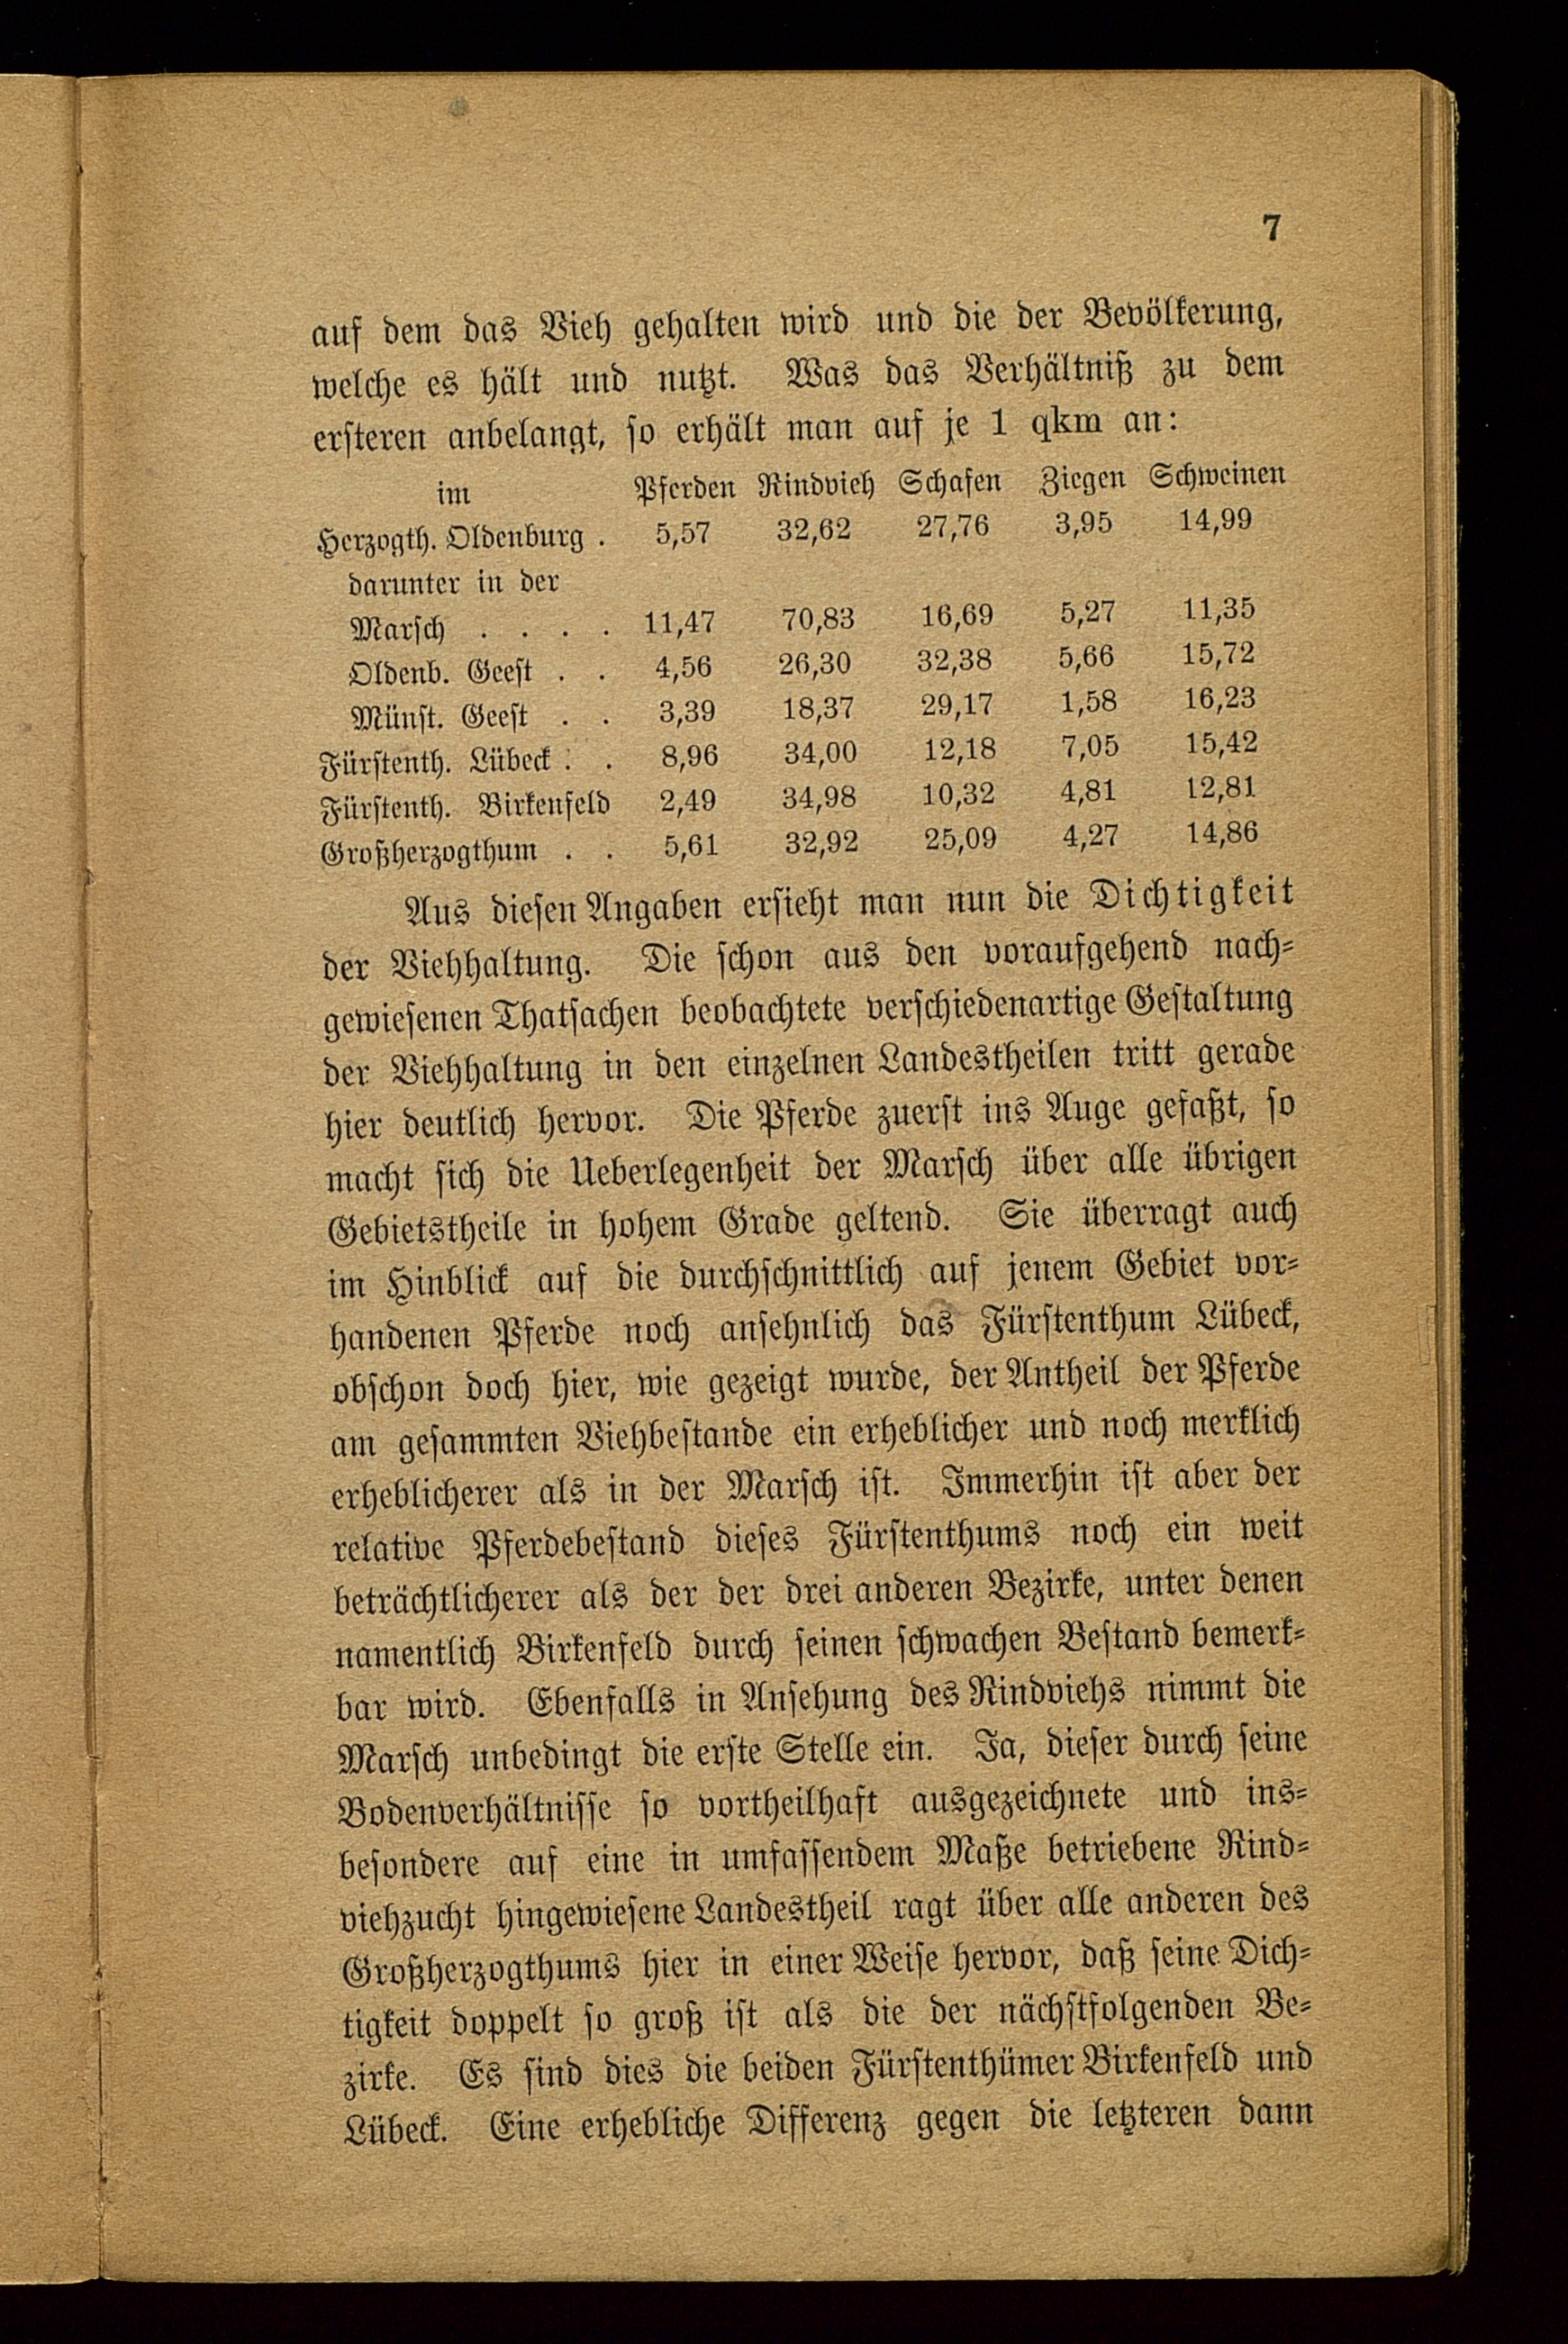 7
auf dem das Vieh gehalten wird und die der Bevölkerung,
welche es hält und nutzt. Was das Verhältniß zu dem
ersteren anbelangt, so erhält man auf je 1 qkm an:
im Pferden Rindvieh Schafen Ziegen Schweinen
Herzogth. Oldenburg . 5,57 32,62 27,76 3,95 14,99
darunter in der
Marsch . . . . 11,47 70,83 16,69 5,27 11,35
Oldenb. Geest . . 4,56 26,30 32,38 5,66 15,72
Münst. Geest . . 3,39 18,37 29,17 1,58 16,23
Fürstenth. Lübeck . . 8,96 34,00 12,18 7,05 15,42
Fürstenth. Birkenfeld 2,49 34,98 10,32 4,81 12,81
Großherzogthum . . 5,61 32,92 25,09 4,27 14,86
Aus diesen Angaben ersieht man nun die Dichtigkeit
der Viehhaltung. Die schon aus den voraufgehend nach=
gewiesenen Thatsachen beobachtete verschiedenartige Gestaltung
der Viehhaltung in den einzelnen Landestheilen tritt gerade
hier deutlich hervor. Die Pferde zuerst ins Auge gefaßt, so
macht sich die Ueberlegenheit der Marsch über alle übrigen
Gebietstheile in hohem Grade geltend. Sie überragt auch
im Hinblick auf die durchschnittlich auf jenem Gebiet vor=
handenen Pferde noch ansehnlich das Fürstenthum Lübeck,
obschon doch hier, wie gezeigt wurde, der Antheil der Pferde
am gesammten Viehbestande ein erheblicher und noch merklich
erheblicherer als in der Marsch ist. Immerhin ist aber der
relative Pferdebestand dieses Fürstenthums noch ein weit
beträchtlicherer als der der drei anderen Bezirke, unter denen
namentlich Birkenfeld durch seinen schwachen Bestand bemerk=
bar wird. Ebenfalls in Ansehung des Rindviehs nimmt die
Marsch unbedingt die erste Stelle ein. Ja, dieser durch seine
Bodenverhältnisse so vortheilhaft ausgezeichnete und ins=
besondere auf eine in umfassendem Maße betriebene Rind=
viehzucht hingewiesene Landestheil ragt über alle anderen des
Großherzogthums hier in einer Weise hervor, daß seine Dich=
tigkeit doppelt so groß ist als die der nächstfolgenden Be=
zirke. Es sind dies die beiden Fürstenthümer Birkenfeld und
Lübeck. Eine erhebliche Differenz gegen die letzteren dann